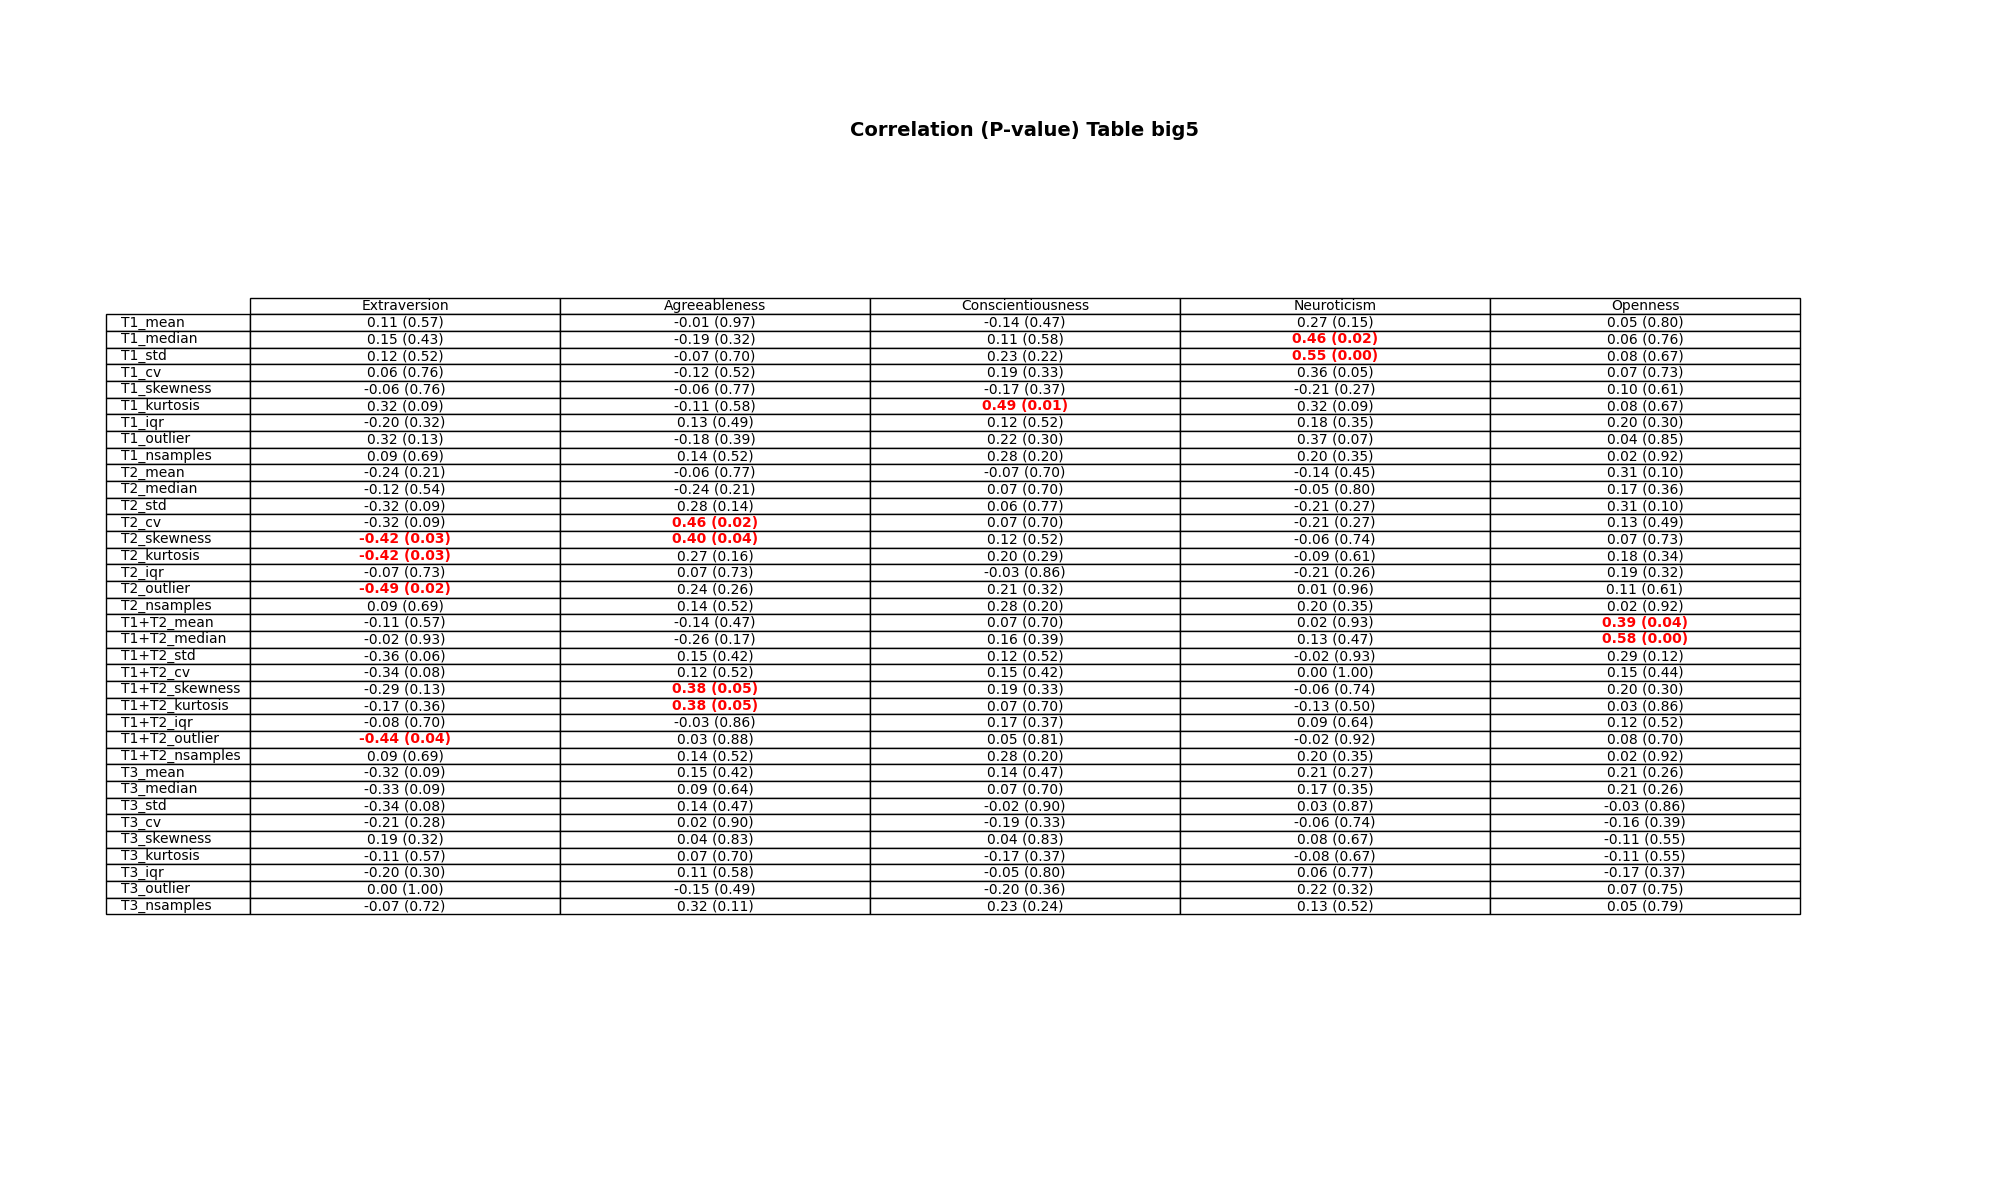 Correlation (P-value) Table big5
Extraversion Agreeableness Conscientiousness Neuroticism Openness
T1_mean 0.11 (0.57) -0.01 (0.97) -0.14 (0.47) 0.27 (0.15) 0.05 (0.80)
T1_median 0.15 (0.43) -0.19 (0.32) 0.11 (0.58) 0.46 (0.02) 0.06 (0.76)
T1_std 0.12 (0.52) -0.07 (0.70) 0.23 (0.22) 0.55 (0.00) 0.08 (0.67)
T1_cv 0.06 (0.76) -0.12 (0.52) 0.19 (0.33) 0.36 (0.05) 0.07 (0.73)
T1_skewness -0.06 (0.76) -0.06 (0.77) -0.17 (0.37) -0.21 (0.27) 0.10 (0.61)
T1_kurtosis 0.32 (0.09) -0.11 (0.58) 0.49 (0.01) 0.32 (0.09) 0.08 (0.67)
T1_iqr -0.20 (0.32) 0.13 (0.49) 0.12 (0.52) 0.18 (0.35) 0.20 (0.30)
T1_outlier 0.32 (0.13) -0.18 (0.39) 0.22 (0.30) 0.37 (0.07) 0.04 (0.85)
T1_nsamples 0.09 (0.69) 0.14 (0.52) 0.28 (0.20) 0.20 (0.35) 0.02 (0.92)
T2_mean -0.24 (0.21) -0.06 (0.77) -0.07 (0.70) -0.14 (0.45) 0.31 (0.10)
T2_median -0.12 (0.54) -0.24 (0.21) 0.07 (0.70) -0.05 (0.80) 0.17 (0.36)
T2_std -0.32 (0.09) 0.28 (0.14) 0.06 (0.77) -0.21 (0.27) 0.31 (0.10)
T2_cv -0.32 (0.09) 0.46 (0.02) 0.07 (0.70) -0.21 (0.27) 0.13 (0.49)
T2_skewness -0.42 (0.03) 0.40 (0.04) 0.12 (0.52) -0.06 (0.74) 0.07 (0.73)
T2_kurtosis -0.42 (0.03) 0.27 (0.16) 0.20 (0.29) -0.09 (0.61) 0.18 (0.34)
T2_iqr -0.07 (0.73) 0.07 (0.73) -0.03 (0.86) -0.21 (0.26) 0.19 (0.32)
T2_outlier -0.49 (0.02) 0.24 (0.26) 0.21 (0.32) 0.01 (0.96) 0.11 (0.61)
T2_nsamples 0.09 (0.69) 0.14 (0.52) 0.28 (0.20) 0.20 (0.35) 0.02 (0.92)
T1+T2_mean -0.11 (0.57) -0.14 (0.47) 0.07 (0.70) 0.02 (0.93) 0.39 (0.04)
T1+T2_median -0.02 (0.93) -0.26 (0.17) 0.16 (0.39) 0.13 (0.47) 0.58 (0.00)
T1+T2_std -0.36 (0.06) 0.15 (0.42) 0.12 (0.52) -0.02 (0.93) 0.29 (0.12)
T1+T2_cv -0.34 (0.08) 0.12 (0.52) 0.15 (0.42) 0.00 (1.00) 0.15 (0.44)
T1+T2_skewness -0.29 (0.13) 0.38 (0.05) 0.19 (0.33) -0.06 (0.74) 0.20 (0.30)
T1+T2_kurtosis -0.17 (0.36) 0.38 (0.05) 0.07 (0.70) -0.13 (0.50) 0.03 (0.86)
T1+T2_iqr -0.08 (0.70) -0.03 (0.86) 0.17 (0.37) 0.09 (0.64) 0.12 (0.52)
T1+T2_outlier -0.44 (0.04) 0.03 (0.88) 0.05 (0.81) -0.02 (0.92) 0.08 (0.70)
T1+T2_nsamples 0.09 (0.69) 0.14 (0.52) 0.28 (0.20) 0.20 (0.35) 0.02 (0.92)
T3_mean -0.32 (0.09) 0.15 (0.42) 0.14 (0.47) 0.21 (0.27) 0.21 (0.26)
T3_median -0.33 (0.09) 0.09 (0.64) 0.07 (0.70) 0.17 (0.35) 0.21 (0.26)
T3_std -0.34 (0.08) 0.14 (0.47) -0.02 (0.90) 0.03 (0.87) -0.03 (0.86)
T3_cv -0.21 (0.28) 0.02 (0.90) -0.19 (0.33) -0.06 (0.74) -0.16 (0.39)
T3_skewness 0.19 (0.32) 0.04 (0.83) 0.04 (0.83) 0.08 (0.67) -0.11 (0.55)
T3_kurtosis -0.11 (0.57) 0.07 (0.70) -0.17 (0.37) -0.08 (0.67) -0.11 (0.55)
T3_iqr -0.20 (0.30) 0.11 (0.58) -0.05 (0.80) 0.06 (0.77) -0.17 (0.37)
T3_outlier 0.00 (1.00) -0.15 (0.49) -0.20 (0.36) 0.22 (0.32) 0.07 (0.75)
T3_nsamples -0.07 (0.72) 0.32 (0.11) 0.23 (0.24) 0.13 (0.52) 0.05 (0.79)